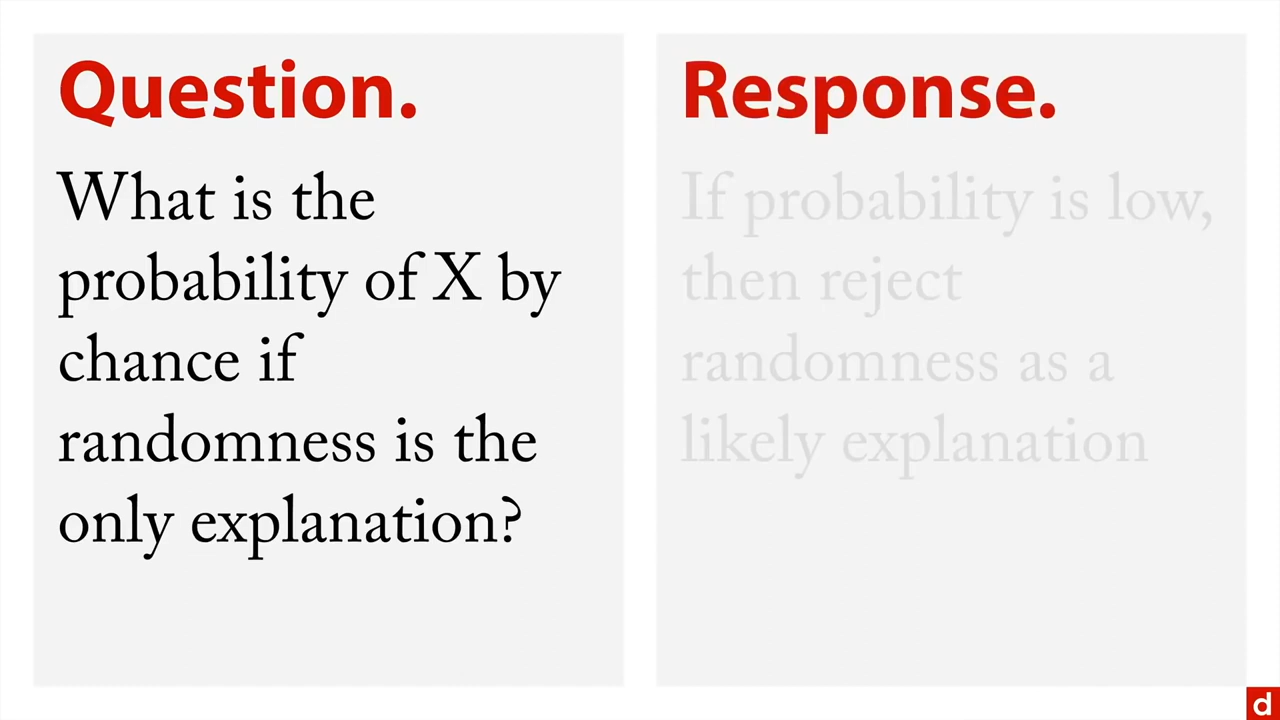 Question.
What is the
probability of X by
chance if
randomness is the
only explanation?
Response.
If probability is low,
then reject
randomness as a
likely explanation
d